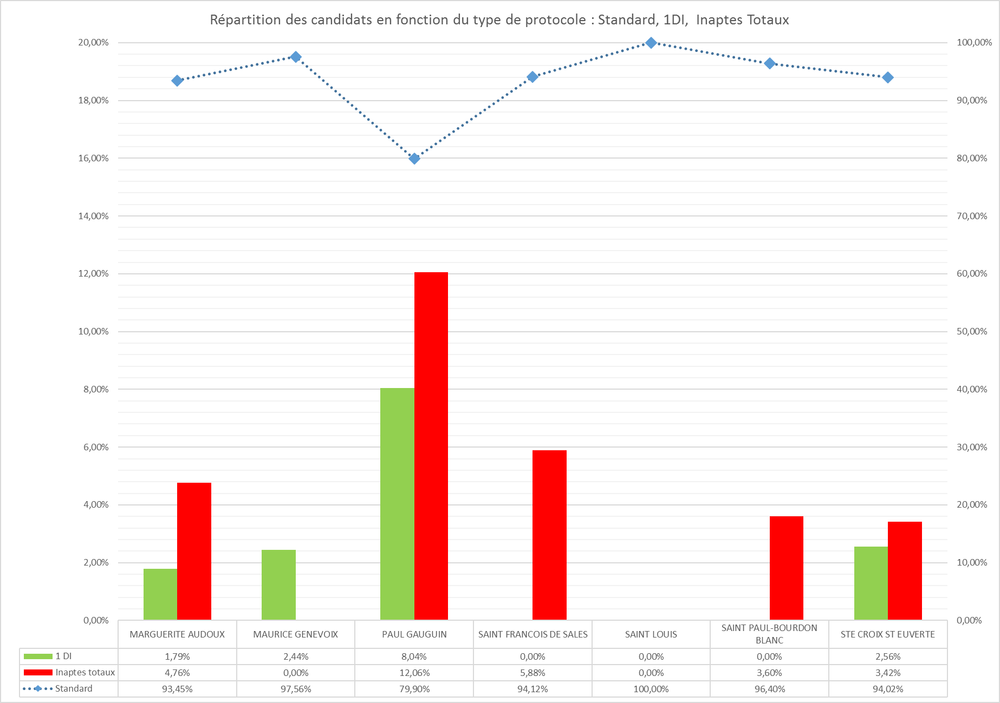 Répartition des candidats en fonction du type de protocole : Standard, 1DI, Inaptes Totaux
20,00% 100,00%
18,00% 90,00%
16,00% 80,00%
14,00% 70,00%
12,00% 60,00%
10,00% 50,00%
8,00% 40,00%
6,00% 30,00%
4,00% 20,00%
2,00% 10,00%
0,00% 0,00%
MARGUERITE AUDOUX MAURICE GENEVOIX PAUL GAUGUIN SAINT FRANCOIS DE SALES SAINT LOUIS SAINT PAUL-BOURDON BLANC STE CROIX ST EUVERTE
1 DI 1,79% 2,44% 8,04% 0,00% 0,00% 0,00% 2,56%
Inaptes totaux 4,76% 0,00% 12,06% 5,88% 0,00% 3,60% 3,42%
Standard 93,45% 97,56% 79,90% 94,12% 100,00% 96,40% 94,02%